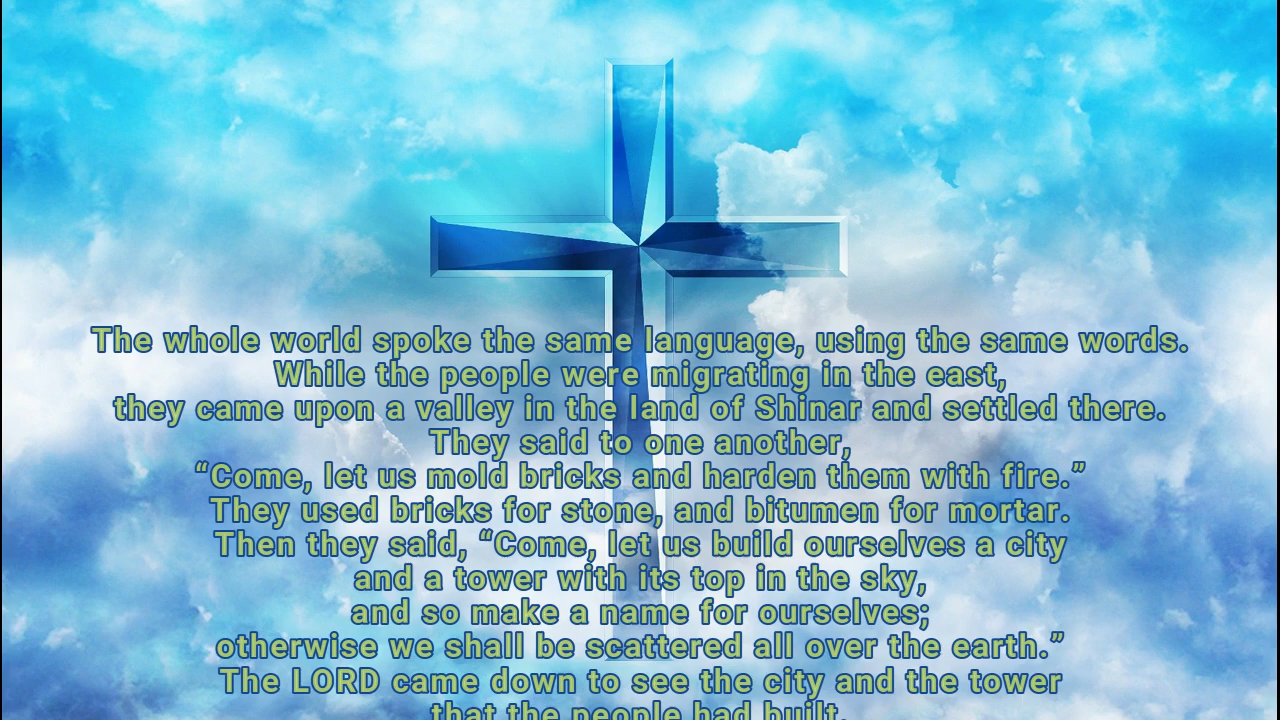 The whole world spoke the same language, using the same words.
While the people were migrating in the east,
they came upon a valley in the land of Shinar and settled there.
They said to one another,
“Come, let us mold bricks and harden them with fire.”
They used bricks for stone, and bitumen for mortar.
Then they said, “Come, let us build ourselves a city
and a tower with its top in the sky,
and so make a name for ourselves;
otherwise we shall be scattered all over the earth.”
The LORD came down to see the city and the tower
that the people had built.